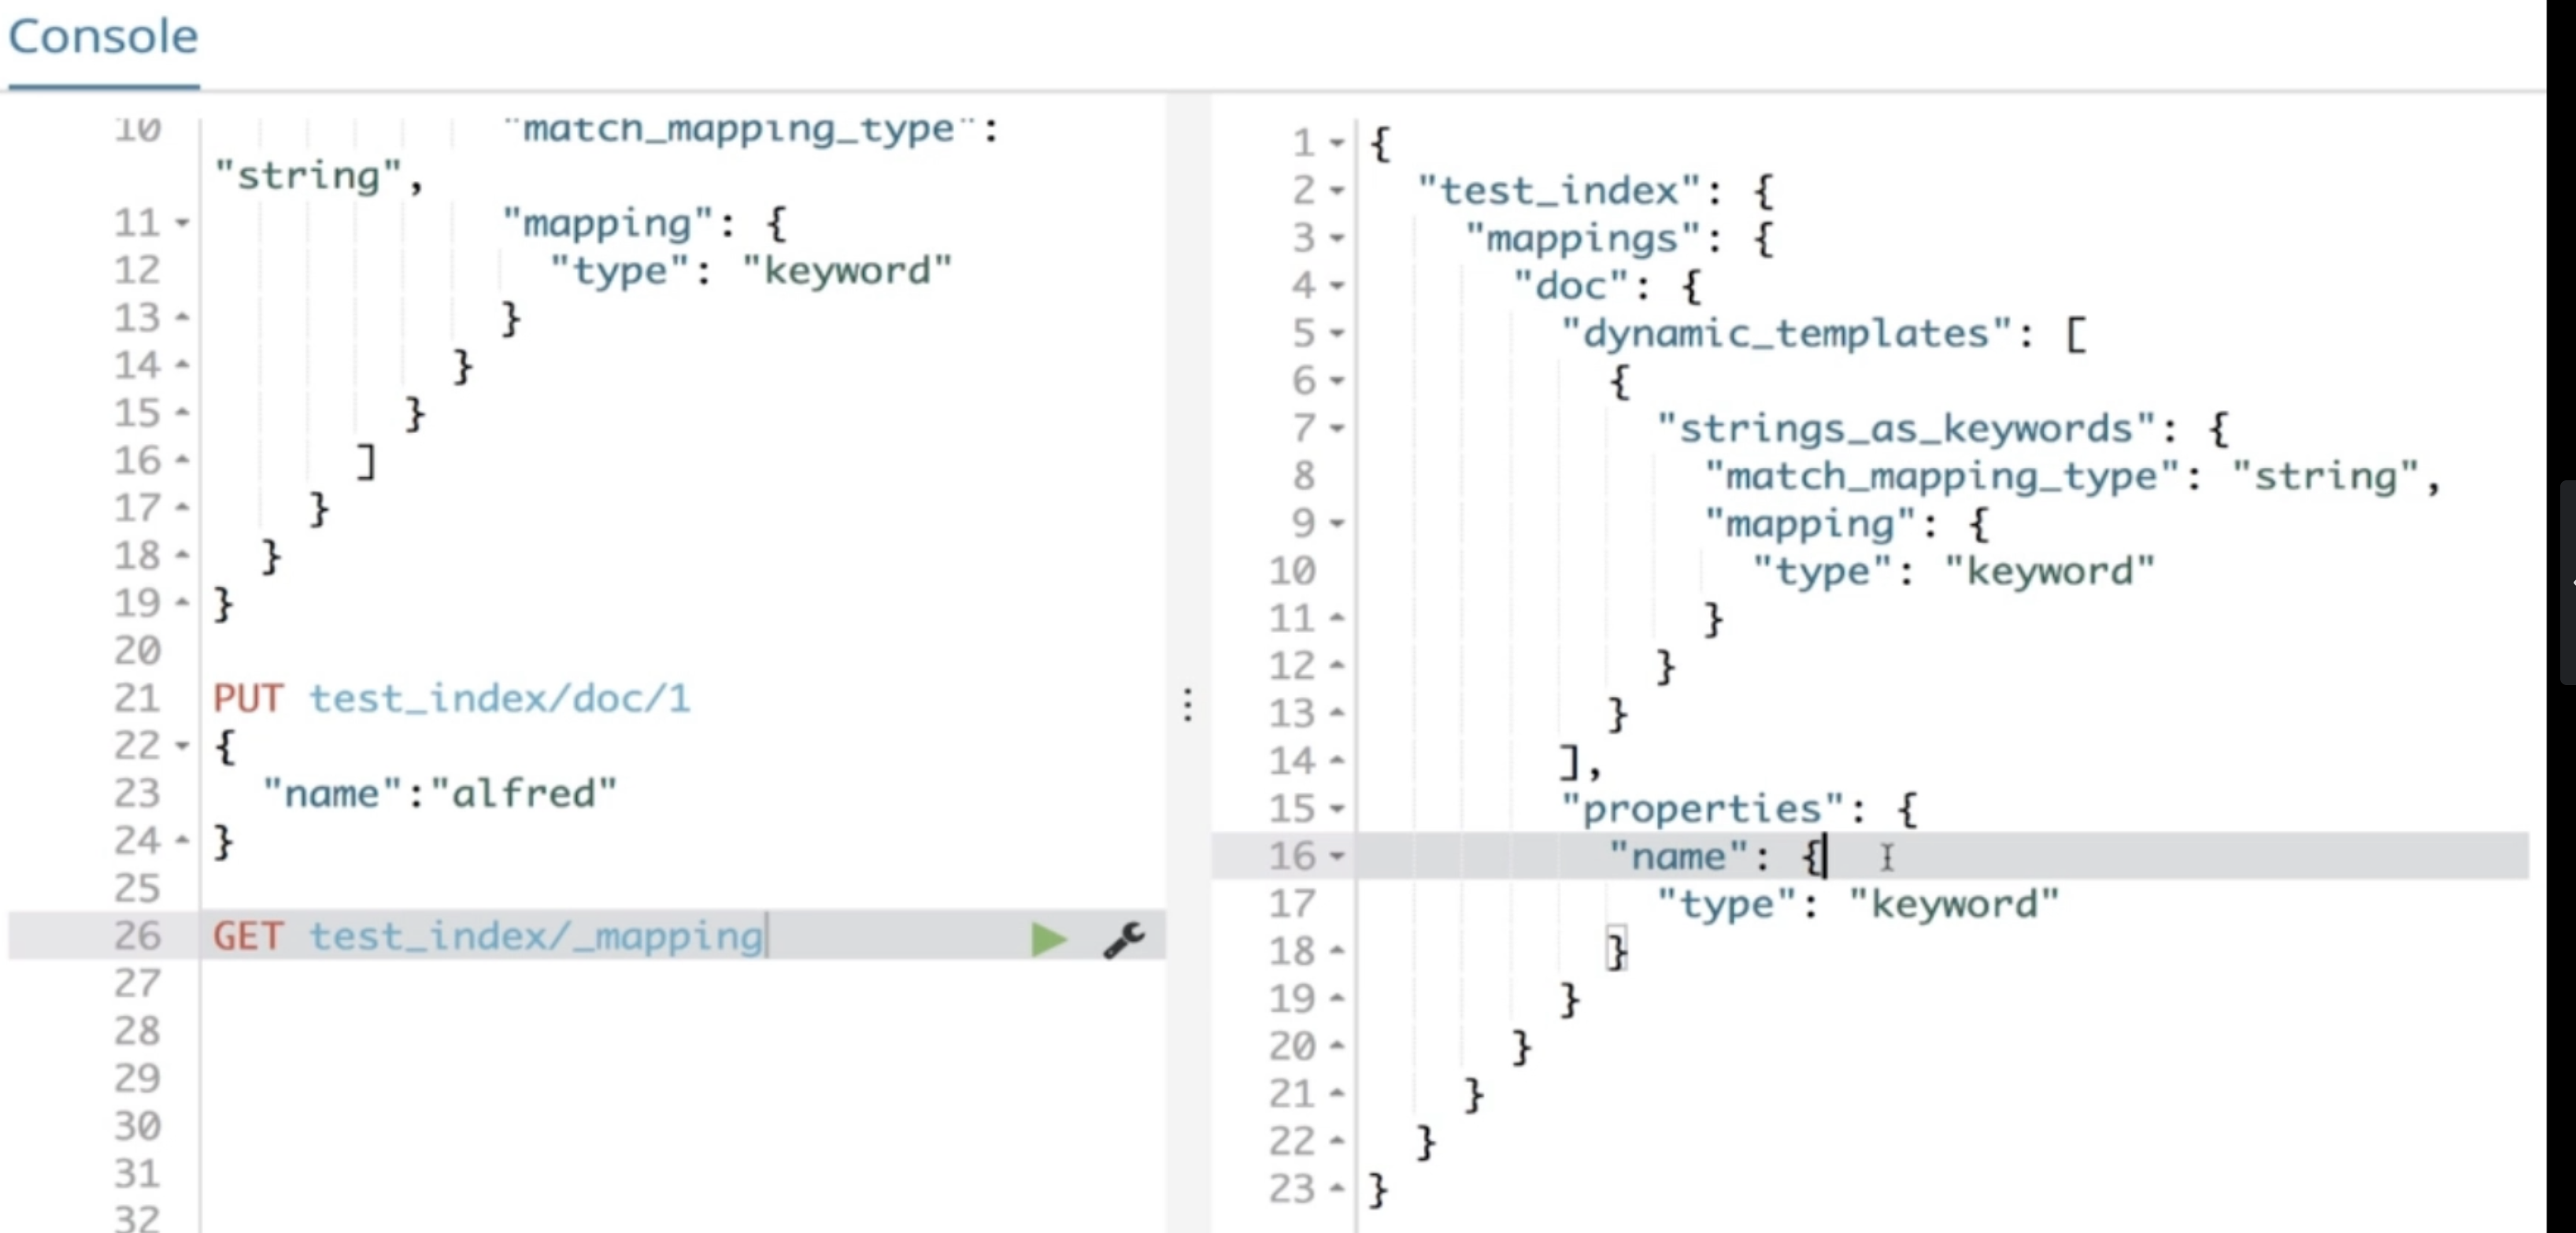 Console
10 "match_mapping_type":
"string",
11 "mapping": {
12 "type": "keyword"
13 }
14 }
15 }
16 ]
17 }
18 }
19 }
20
21 PUT test_index/doc/1
22 {
23 "name":"alfred"
24 }
25
26 GET test_index/_mapping
27
28
29
30
31
32
1 {
2 "test_index": {
3 "mappings": {
4 "doc": {
5 "dynamic_templates": [
6 {
7 "strings_as_keywords": {
8 "match_mapping_type": "string",
9 "mapping": {
10 "type": "keyword"
11 }
12 }
13 }
14 ],
15 "properties": {
16 "name": {
17 "type": "keyword"
18 }
19 }
20 }
21 }
22 }
23 }